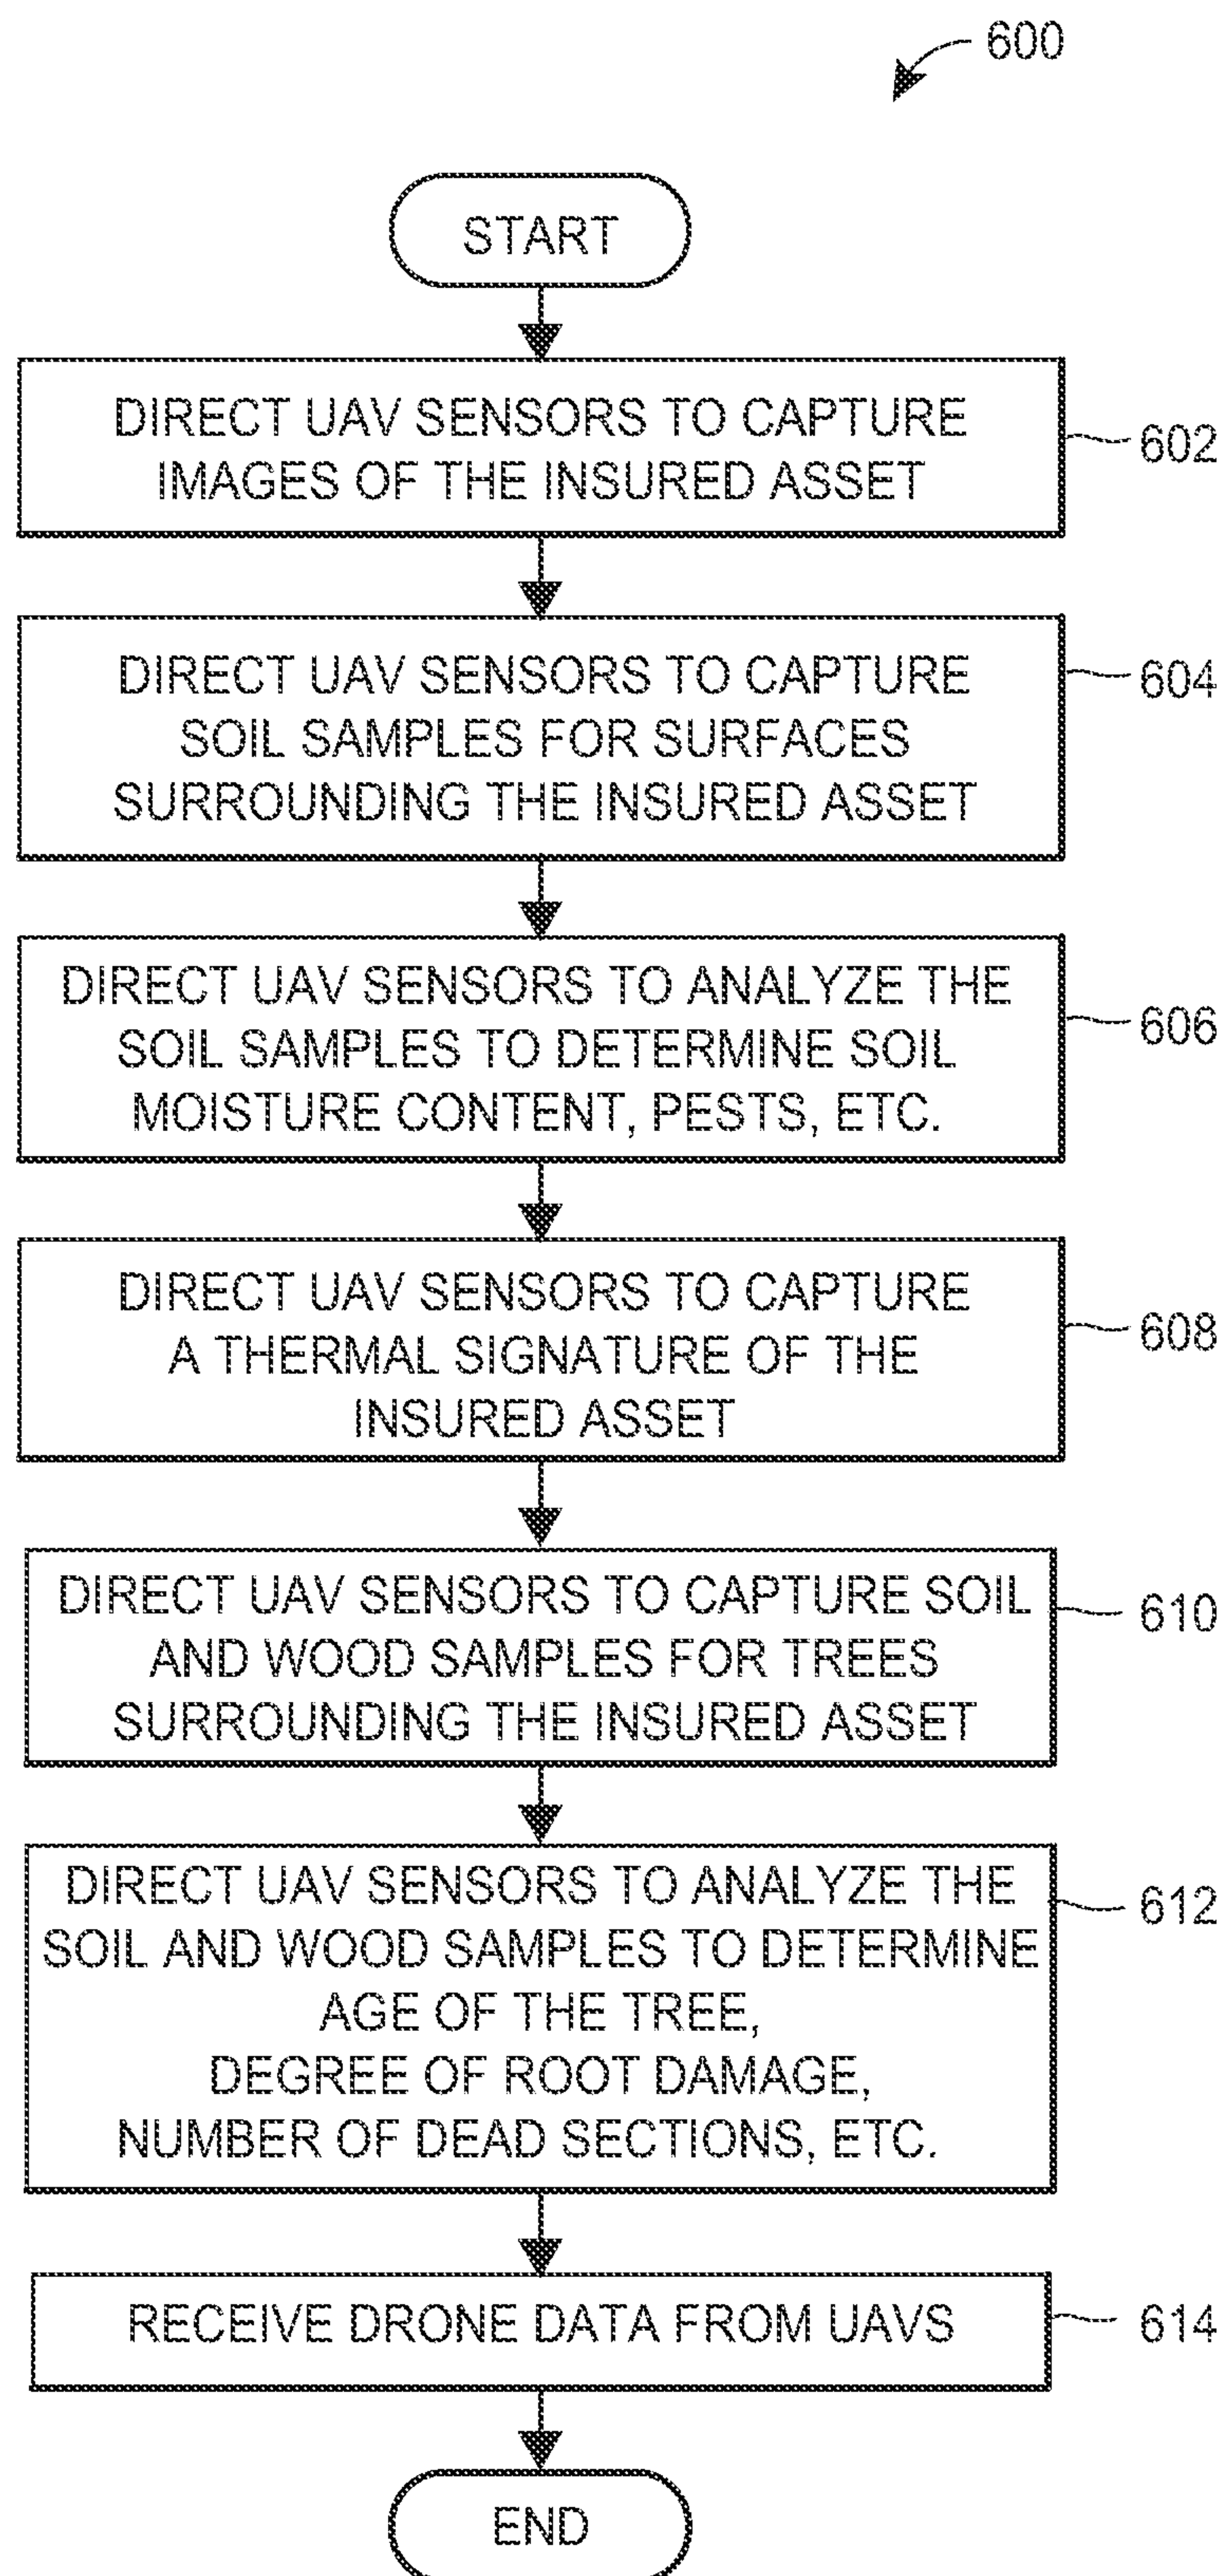 600
START
DIRECT UAV SENSORS TO CAPTURE
IMAGES OF THE INSURED ASSET
602
DIRECT UAV SENSORS TO CAPTURE
SOIL SAMPLES FOR SURFACES
SURROUNDING THE INSURED ASSET
604
DIRECT UAV SENSORS TO ANALYZE THE
SOIL SAMPLES TO DETERMINE SOIL
MOISTURE CONTENT, PESTS, ETC.
606
DIRECT UAV SENSORS TO CAPTURE
A THERMAL SIGNATURE OF THE
INSURED ASSET
608
DIRECT UAV SENSORS TO CAPTURE SOIL
AND WOOD SAMPLES FOR TREES
SURROUNDING THE INSURED ASSET
610
DIRECT UAV SENSORS TO ANALYZE THE
SOIL AND WOOD SAMPLES TO DETERMINE
AGE OF THE TREE,
DEGREE OF ROOT DAMAGE,
NUMBER OF DEAD SECTIONS, ETC.
612
RECEIVE DRONE DATA FROM UAVS
614
END